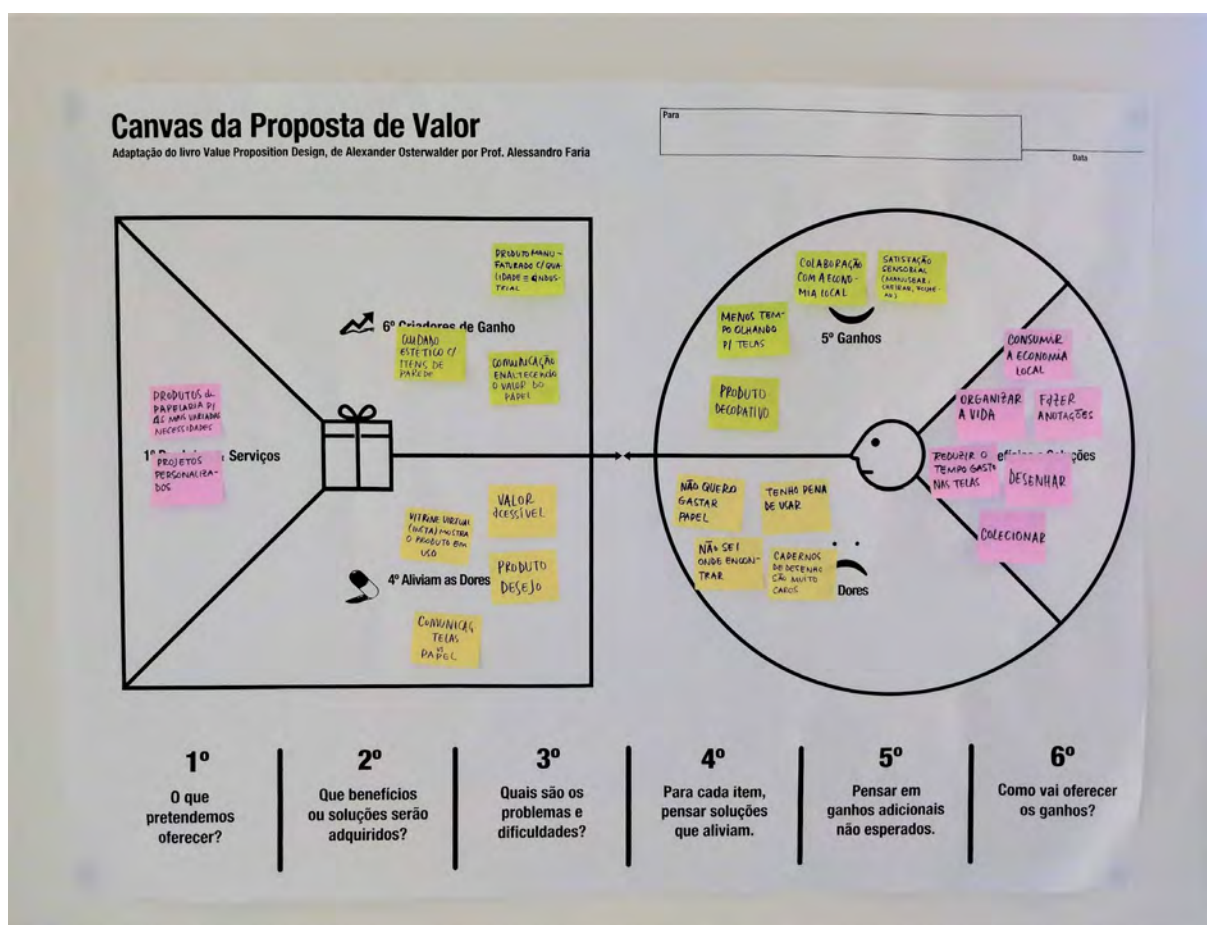 Canvas da Proposta de Valor
Adaptação do livro Value Proposition Design, de Alexander Osterwalder por Prof. Alessandro Faria
Para
Data
PRODUTO MANU-
FATURADO C/ QUA-
LIDADE = INDUS-
TRIAL
6º Criadores de Ganho
CUIDADO
ESTÉTICO C/
ITENS DE
PAREDE
COMUNICAÇÃO
ENALTECENDO
O VALOR DO
PAPEL
PRODUTOS de
PAPELARIA P/
AS MAIS VARIADAS
NECESSIDADES
1º
Serviços
PROJETOS
PERSONALIZA-
DOS
VITRINE VIRTUAL
(INSTA) MOSTRA
O PRODUTO EM
USO
VALOR
ACESSÍVEL
4º Aliviam as Dores
PRODUTO
DESEJO
COMUNICAÇ
TELAS
vs
PAPEL
COLABORAÇÃO
COM A ECONO-
MIA LOCAL
SATISFAÇÃO
SENSORIAL
(MANUSEAR,
CHEIRAR,
MENOS TEM-
PO OLHANDO
P/ TELAS
5º Ganhos
PRODUTO
DECORATIVO
CONSUMIR
A ECONOMIA
LOCAL
ORGANIZAR
A VIDA
FAZER
ANOTAÇÕES
REDUZIR O
TEMPO GASTO
NAS TELAS
DESENHAR
COLECIONAR
NÃO QUERO
GASTAR
PAPEL
TENHO PENA
DE USAR
NÃO SEI
ONDE ENCON-
TRAR
CADERNOS
DE DESENHO
SÃO MUITO
CAROS
Dores
1º
O que
pretendemos
oferecer?
2º
Que benefícios
ou soluções serão
adquiridos?
3º
Quais são os
problemas e
dificuldades?
4º
Para cada item,
pensar soluções
que aliviam.
5º
Pensar em
ganhos adicionais
não esperados.
6º
Como vai oferecer
os ganhos?